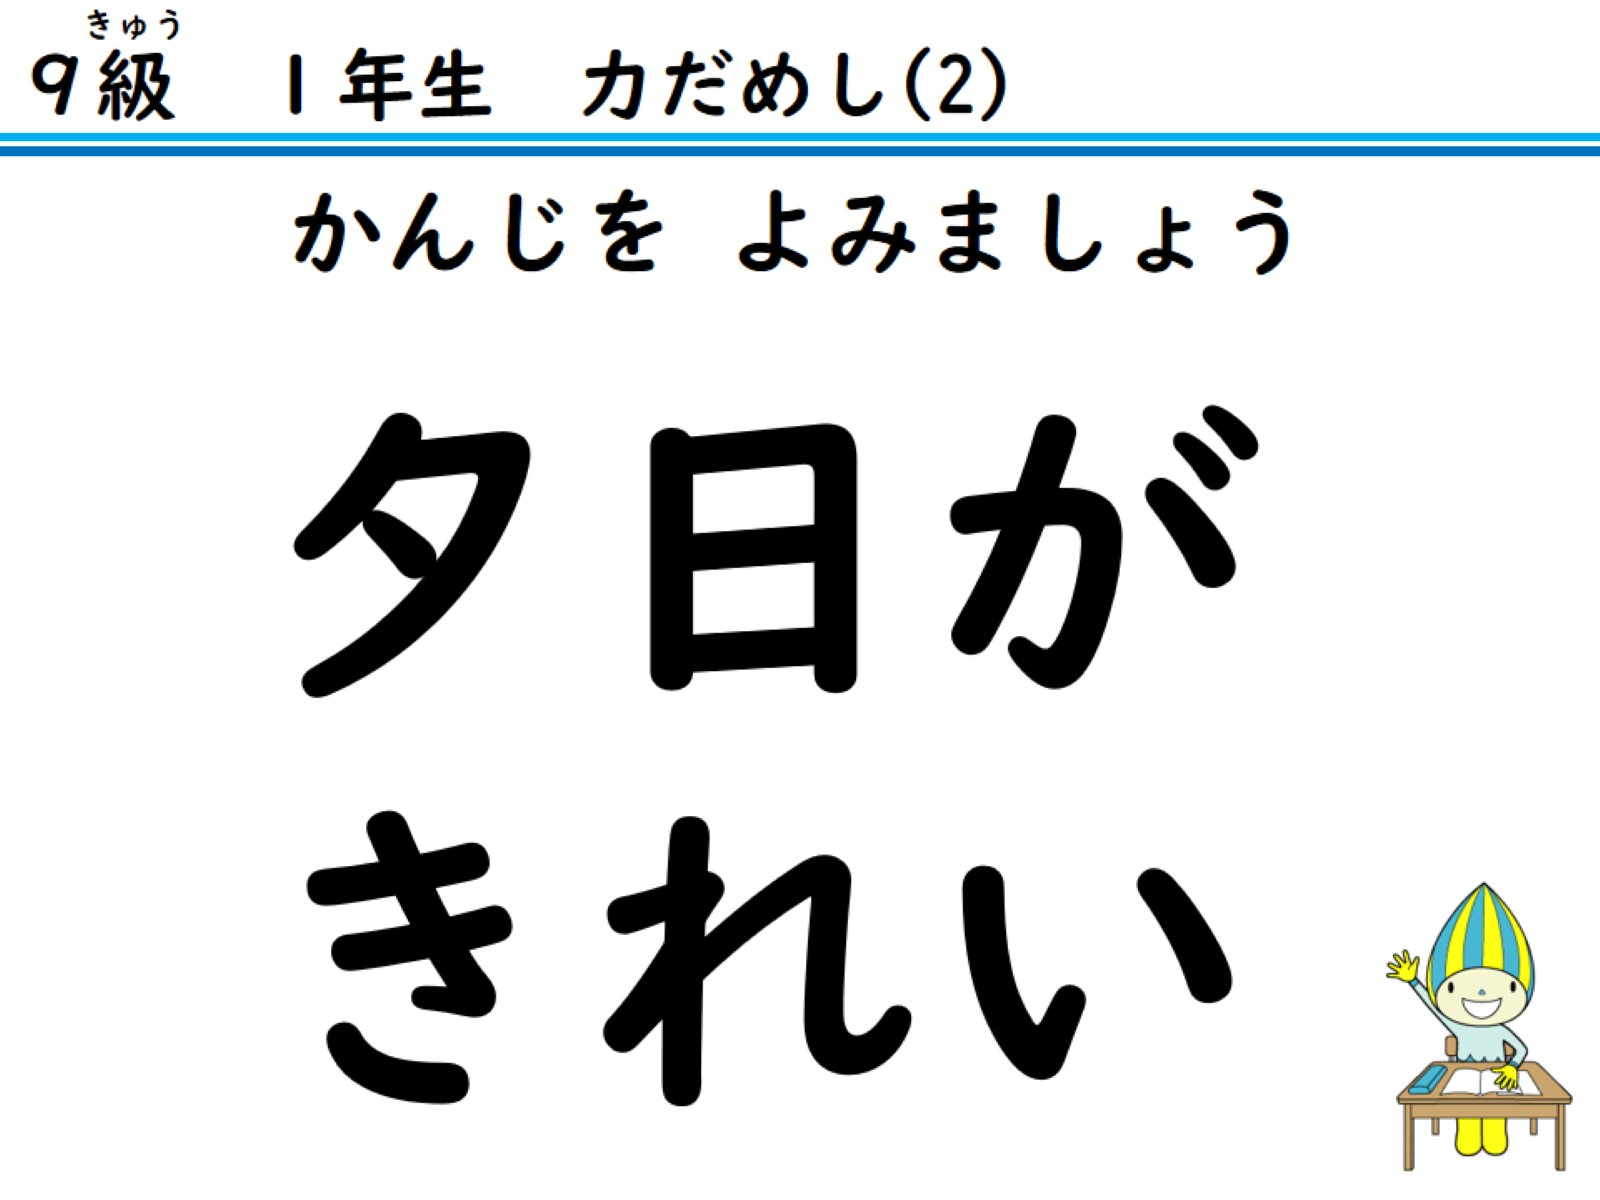 きゅう
９級　１年生　力だめし(2)
かんじを よみましょう
夕日が
きれい